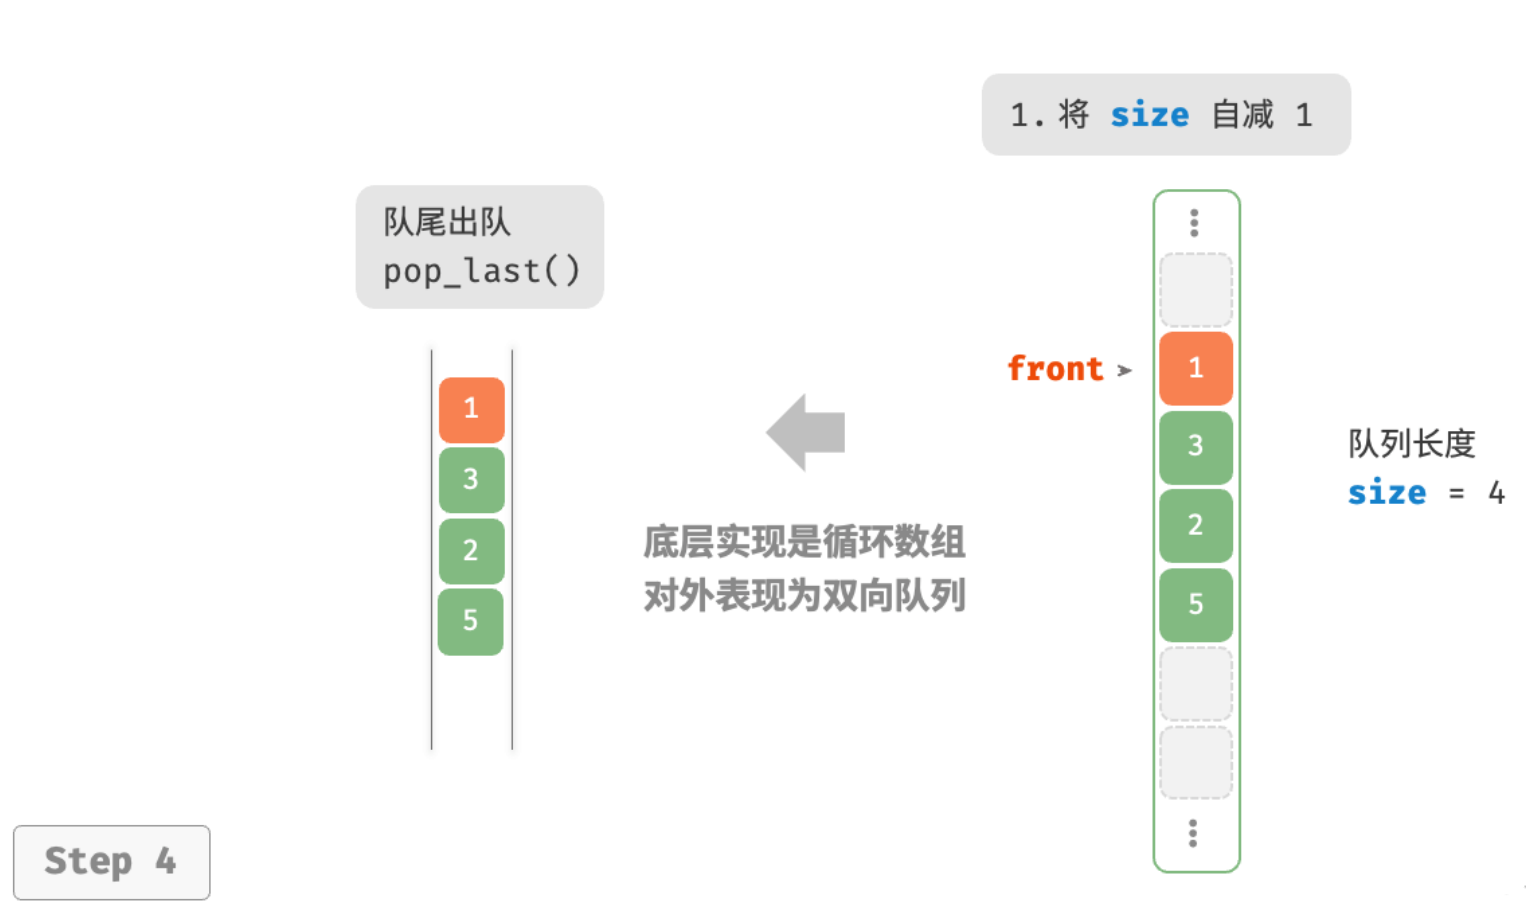 1. 将 size 自减 1
队尾出队
pop_last()
1
3
2
5
底层实现是循环数组
对外表现为双向队列
front ➤
1
3
2
5
队列长度
size = 4
Step 4